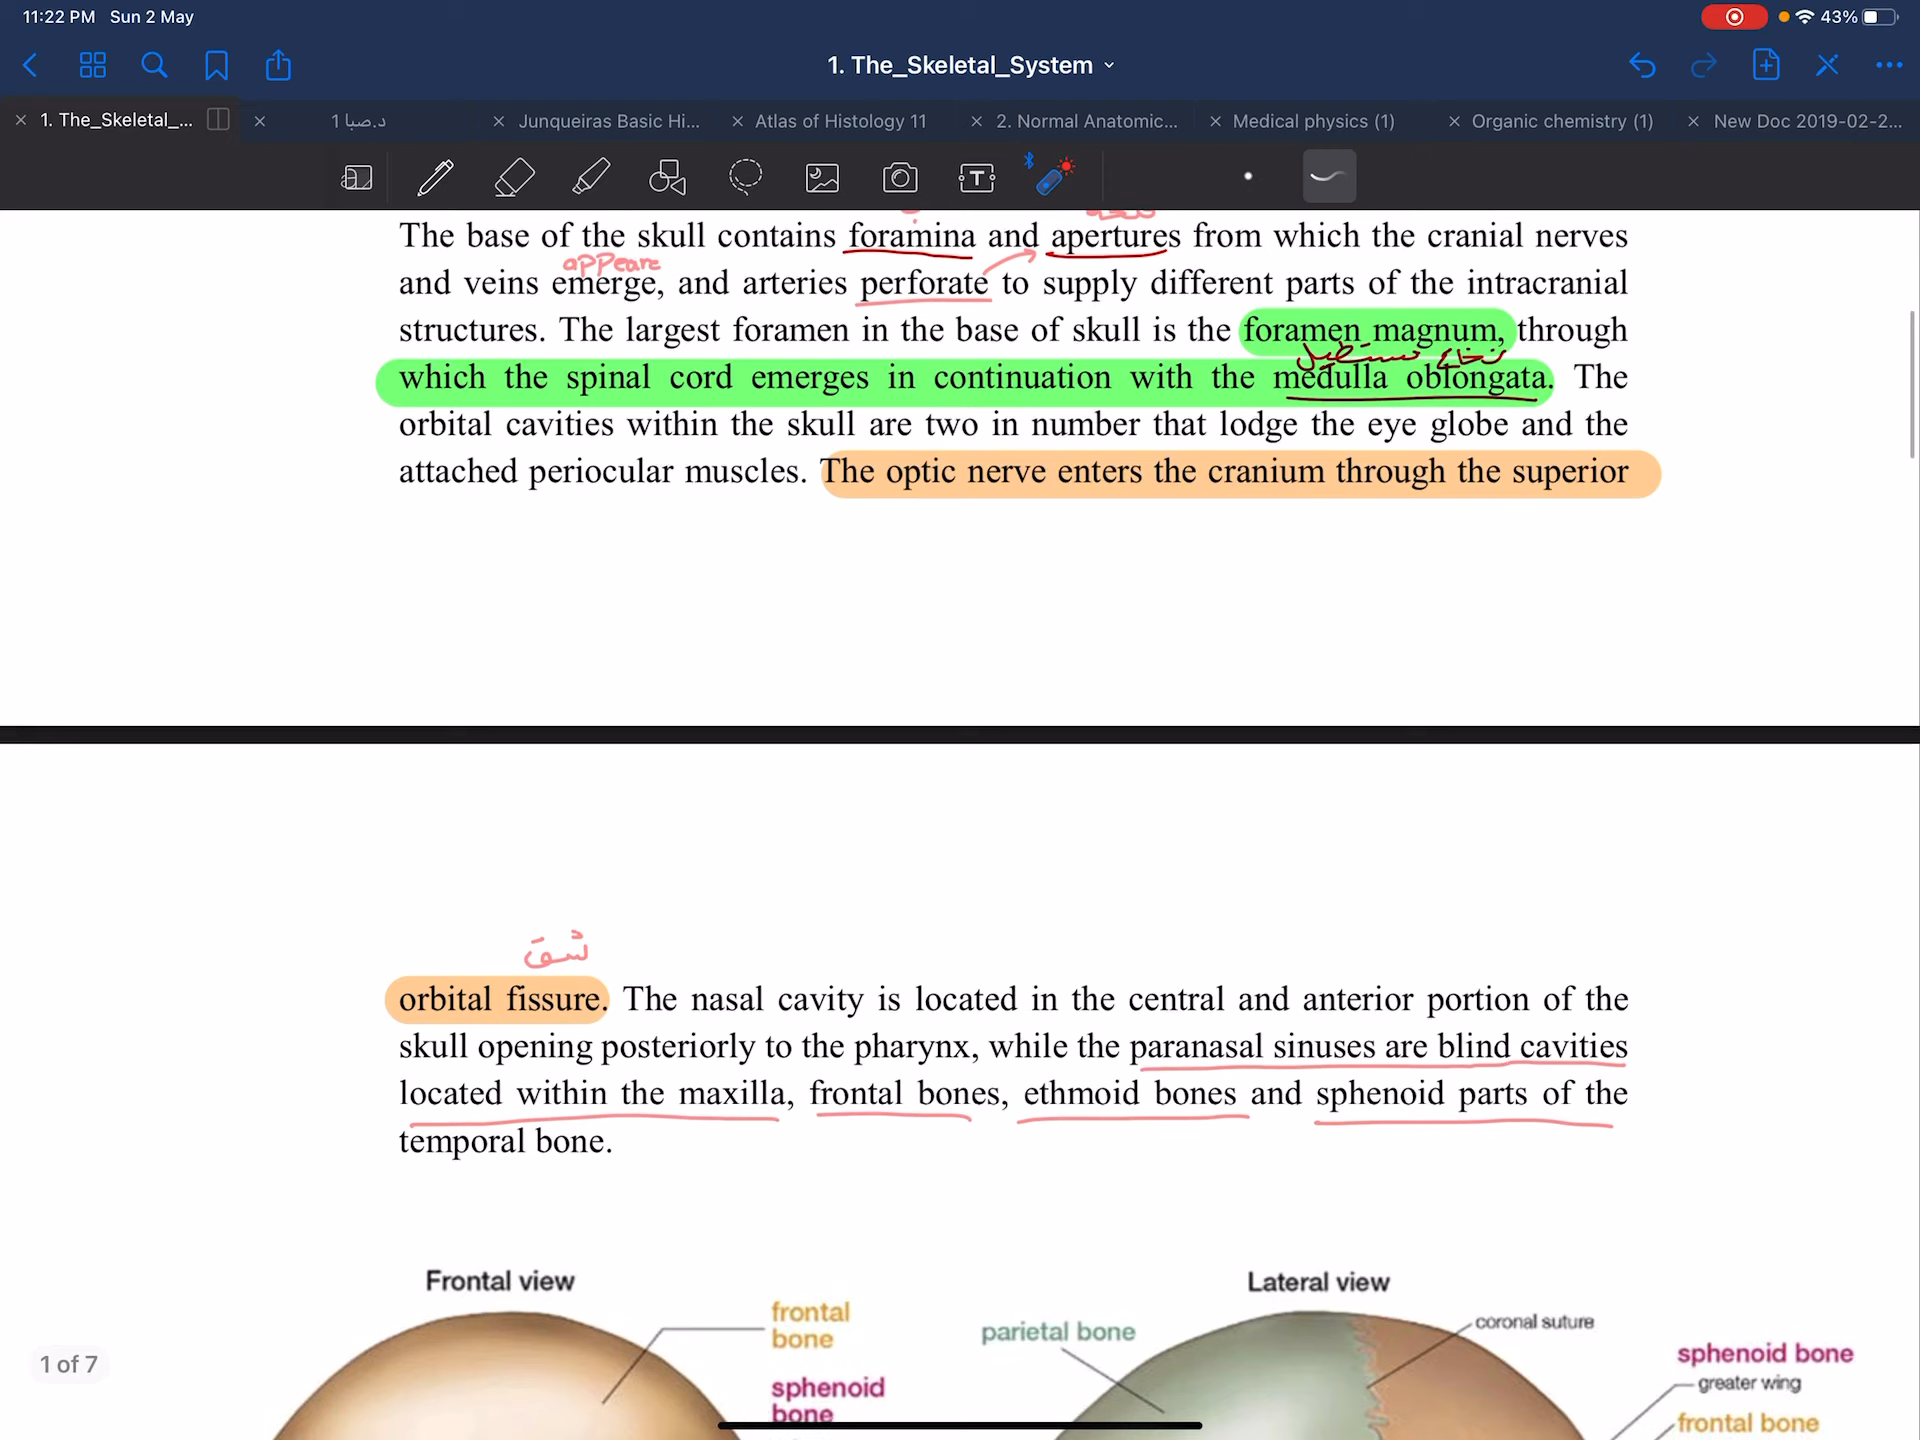 11:22 PM Sun 2 May
43%
1. The_Skeletal_System
1. The_Skeletal_...
د.صبا 1
Junqueiras Basic Hi...
Atlas of Histology 11
2. Normal Anatomic...
Medical physics (1)
Organic chemistry (1)
New Doc 2019-02-2...
The base of the skull contains foramina and apertures from which the cranial nerves
appeare
and veins emerge, and arteries perforate to supply different parts of the intracranial
structures. The largest foramen in the base of skull is the foramen magnum, through
نخاع مستطيل
which the spinal cord emerges in continuation with the medulla oblongata. The
orbital cavities within the skull are two in number that lodge the eye globe and the
attached periocular muscles. The optic nerve enters the cranium through the superior
شق
orbital fissure. The nasal cavity is located in the central and anterior portion of the
skull opening posteriorly to the pharynx, while the paranasal sinuses are blind cavities
located within the maxilla, frontal bones, ethmoid bones and sphenoid parts of the
temporal bone.
Frontal view
frontal
bone
sphenoid
bone
Lateral view
parietal bone
coronal suture
sphenoid bone
greater wing
frontal bone
1 of 7